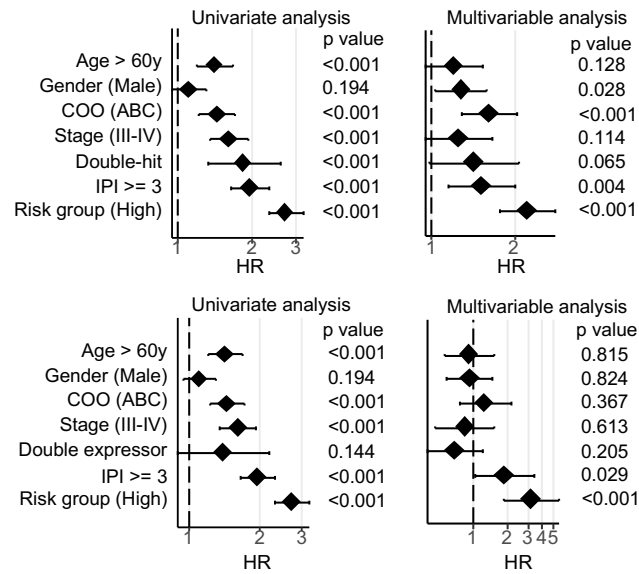 Univariate analysis
Multivariable analysis
p value
p value
Age > 60y <0.001 0.128
Gender (Male) 0.194 0.028
COO (ABC) <0.001 <0.001
Stage (III-IV) <0.001 0.114
Double-hit <0.001 0.065
IPI >= 3 <0.001 0.004
Risk group (High) <0.001 <0.001
1 2 3
1 2
HR
HR
Univariate analysis
Multivariable analysis
p value
p value
Age > 60y <0.001 0.815
Gender (Male) 0.194 0.824
COO (ABC) <0.001 0.367
Stage (III-IV) <0.001 0.613
Double expressor 0.144 0.205
IPI >= 3 <0.001 0.029
Risk group (High) <0.001 <0.001
1 2 3
1 2 3 4 5
HR
HR